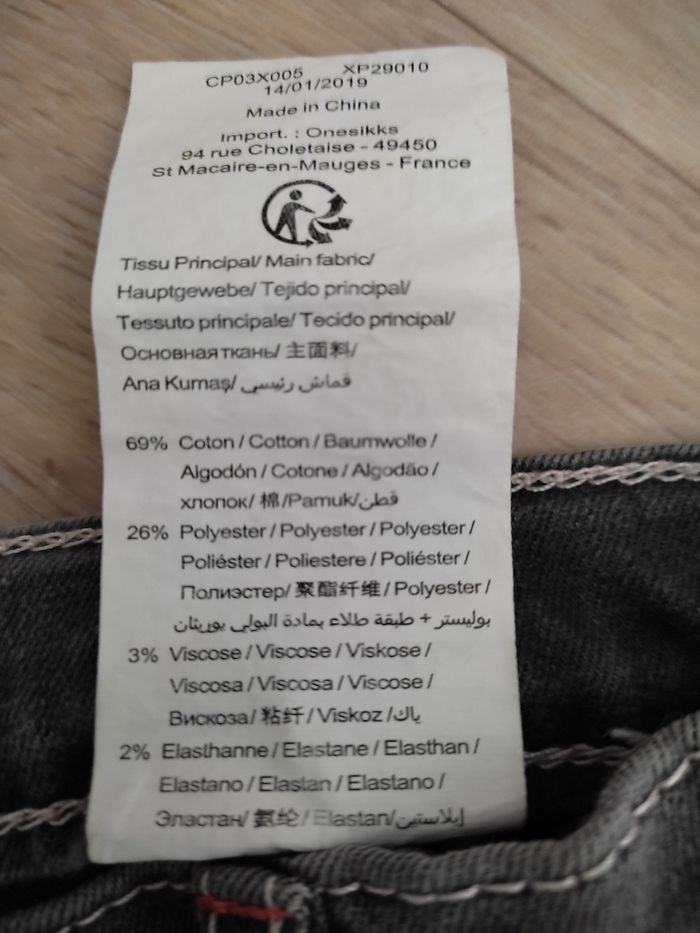 CP03X005 XP29010
14/01/2019
Made in China
Import. : Onesikks
94 rue Choletaise - 49450
St Macaire-en-Mauges - France
Tissu Principal/ Main fabric/
Hauptgewebe/ Tejido principal/
Tessuto principale/ Tecido principal/
Основная ткань/ 主面料/
Ana Kumaş/ قماش رئيسي
69% Coton / Cotton / Baumwolle /
Algodón / Cotone / Algodão /
хлопок/ 棉 /Pamuk/ قطن
26% Polyester / Polyester / Polyester /
Poliéster / Poliestere / Poliéster /
Полиэстер/ 聚酯纤维 / Polyester /
بوليستر + طبقة طلاء بمادة البولي يوريثان
3% Viscose / Viscose / Viskose /
Viscosa / Viscosa / Viscose /
Вискоза/ 粘纤 / Viskoz /ياك
2% Elasthanne / Elastane / Elasthan /
Elastano / Elastan / Elastano /
Эластан/ 氨纶 / Elastan/إيلاستين